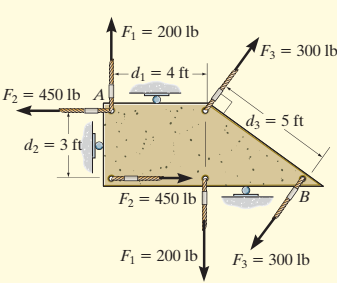 F₁ = 200 lb
F₃ = 300 lb
d₁ = 4 ft
F₂ = 450 lb A
d₃ = 5 ft
d₂ = 3 ft
F₂ = 450 lb
B
F₁ = 200 lb
F₃ = 300 lb